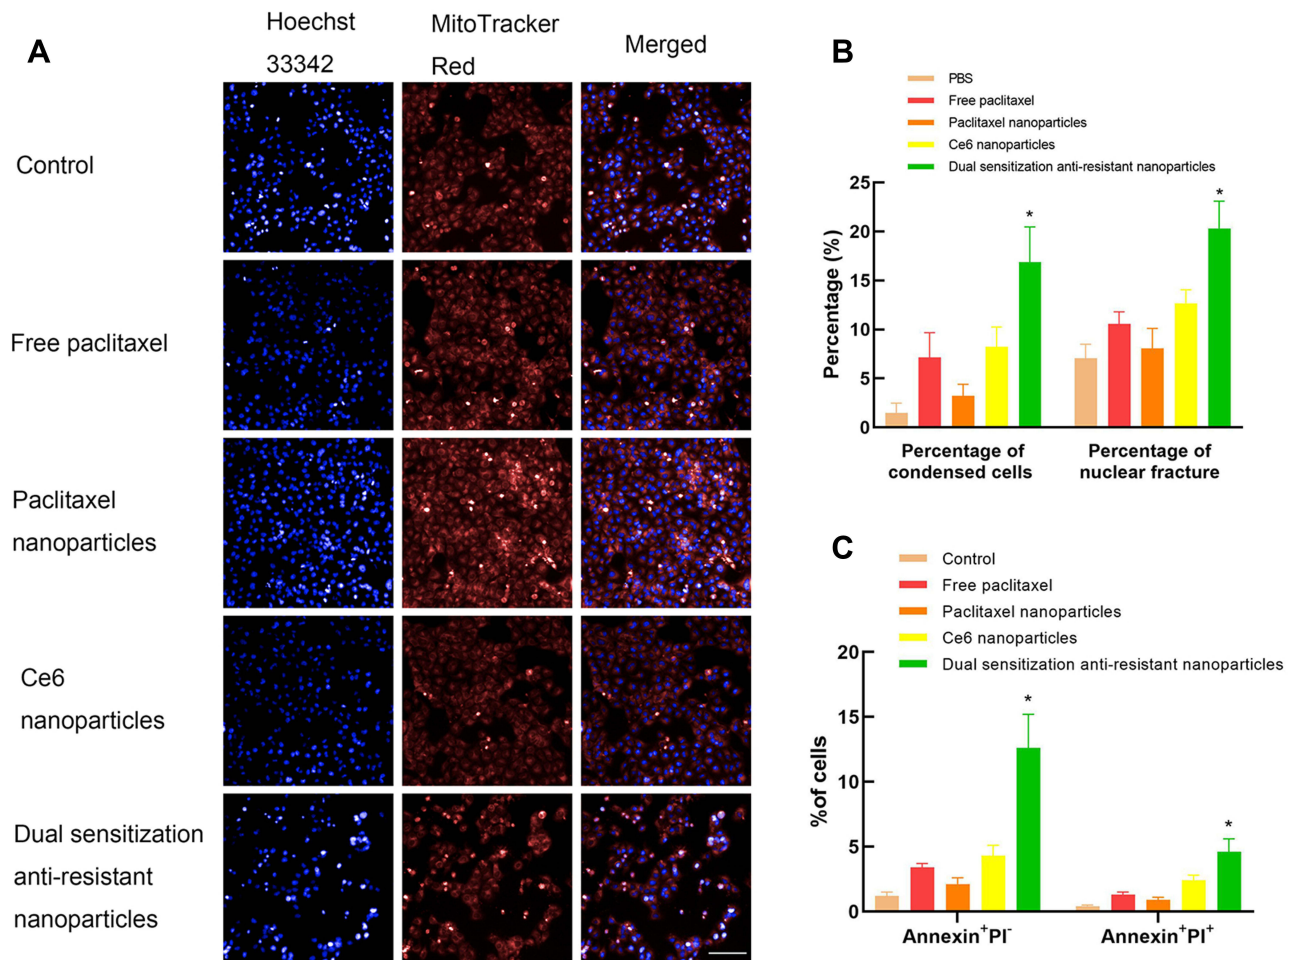 A
Hoechst
33342
MitoTracker
Red
Merged
Control
Free paclitaxel
Paclitaxel
nanoparticles
Ce6
nanoparticles
Dual sensitization
anti-resistant
nanoparticles
B
PBS
Free paclitaxel
Paclitaxel nanoparticles
Ce6 nanoparticles
Dual sensitization anti-resistant nanoparticles
Percentage (%)
25
20
15
10
5
0
*
*
Percentage of
condensed cells
Percentage of
nuclear fracture
C
Control
Free paclitaxel
Paclitaxel nanoparticles
Ce6 nanoparticles
Dual sensitization anti-resistant nanoparticles
%of cells
20
15
10
5
0
*
*
Annexin⁺PI⁻
Annexin⁺PI⁺